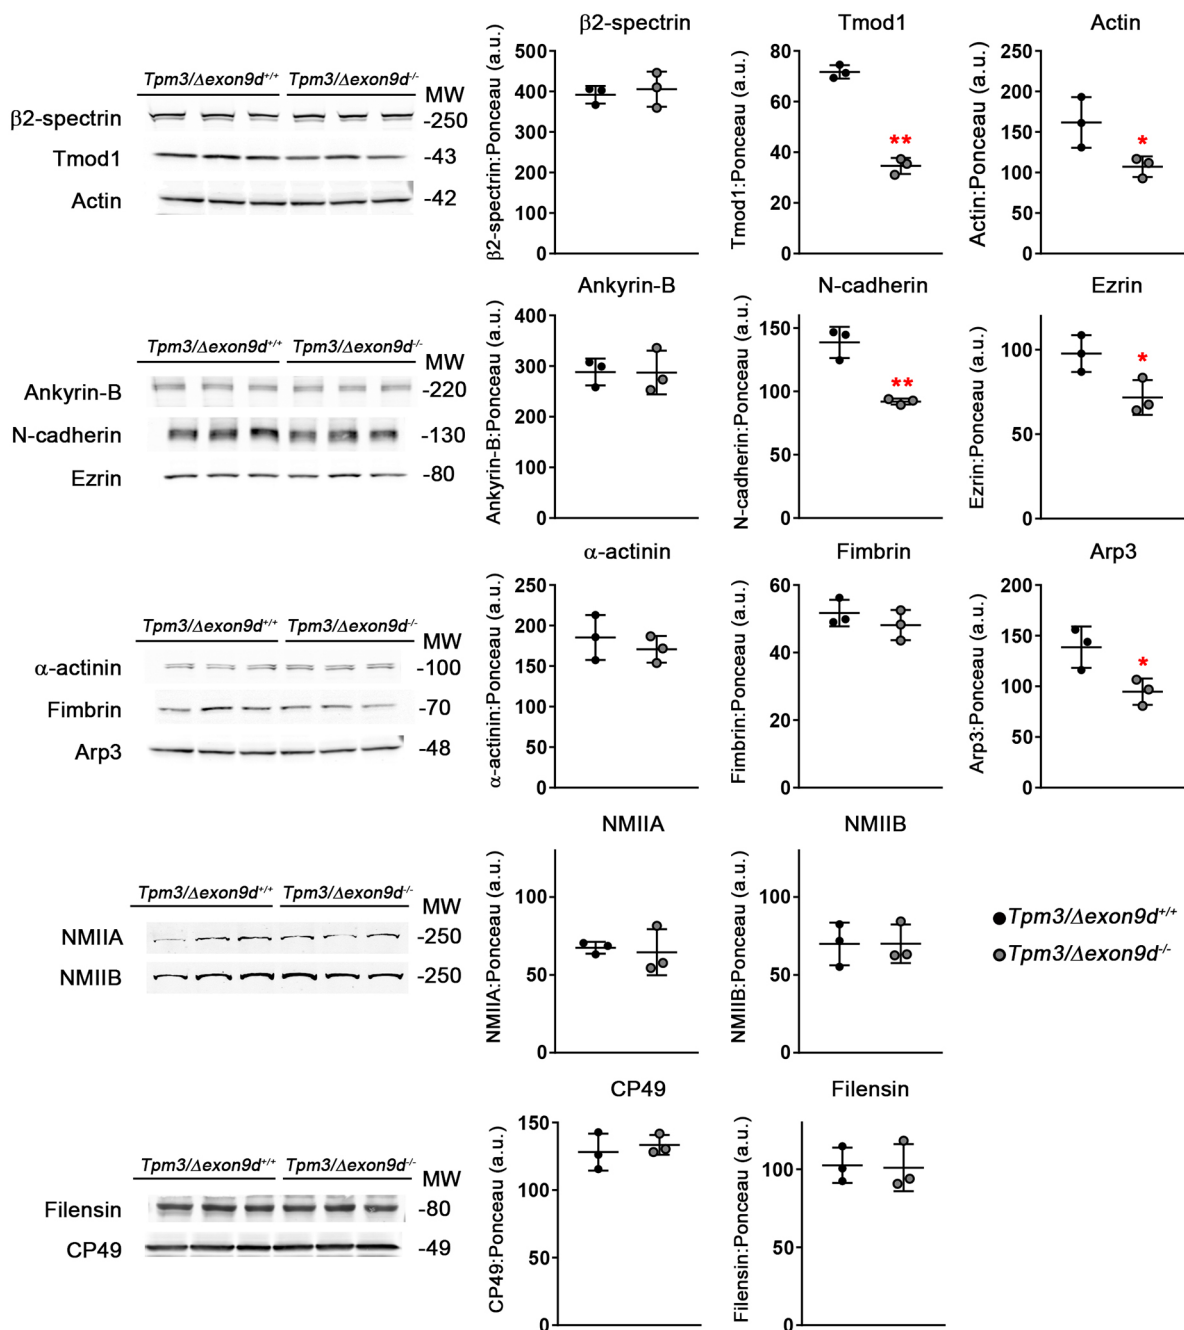 Tpm3/Δexon9d+/+ Tpm3/Δexon9d-/-
MW
β2-spectrin -250
Tmod1 -43
Actin -42
β2-spectrin
β2-spectrin:Ponceau (a.u.)
500
400
300
200
100
0
Tmod1
Tmod1:Ponceau (a.u.)
80
60
40
20
0
**
Actin
Actin:Ponceau (a.u.)
250
200
150
100
50
0
*
Tpm3/Δexon9d+/+ Tpm3/Δexon9d-/-
MW
Ankyrin-B -220
N-cadherin -130
Ezrin -80
Ankyrin-B
Ankyrin-B:Ponceau (a.u.)
400
300
200
100
0
N-cadherin
N-cadherin:Ponceau (a.u.)
150
100
50
0
**
Ezrin
Ezrin:Ponceau (a.u.)
100
50
0
*
Tpm3/Δexon9d+/+ Tpm3/Δexon9d-/-
MW
α-actinin -100
Fimbrin -70
Arp3 -48
α-actinin
α-actinin:Ponceau (a.u.)
250
200
150
100
50
0
Fimbrin
Fimbrin:Ponceau (a.u.)
60
40
20
0
Arp3
Arp3:Ponceau (a.u.)
200
150
100
50
0
*
Tpm3/Δexon9d+/+ Tpm3/Δexon9d-/-
MW
NMIIA -250
NMIIB -250
NMIIA
NMIIA:Ponceau (a.u.)
100
50
0
NMIIB
NMIIB:Ponceau (a.u.)
100
50
0
Tpm3/Δexon9d+/+
Tpm3/Δexon9d-/-
Tpm3/Δexon9d+/+ Tpm3/Δexon9d-/-
MW
Filensin -80
CP49 -49
CP49
CP49:Ponceau (a.u.)
150
100
50
0
Filensin
Filensin:Ponceau (a.u.)
100
50
0